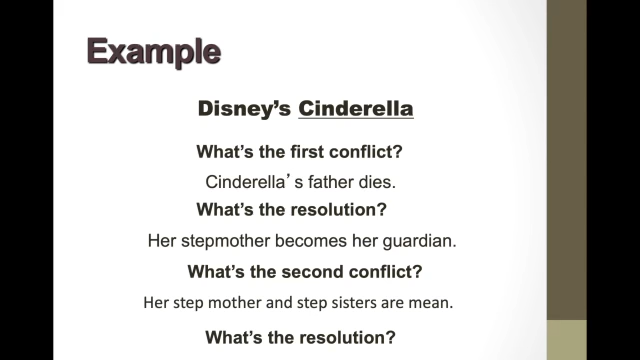 Example
Disney's Cinderella
What's the first conflict?
Cinderella's father dies.
What's the resolution?
Her stepmother becomes her guardian.
What's the second conflict?
Her step mother and step sisters are mean.
What's the resolution?